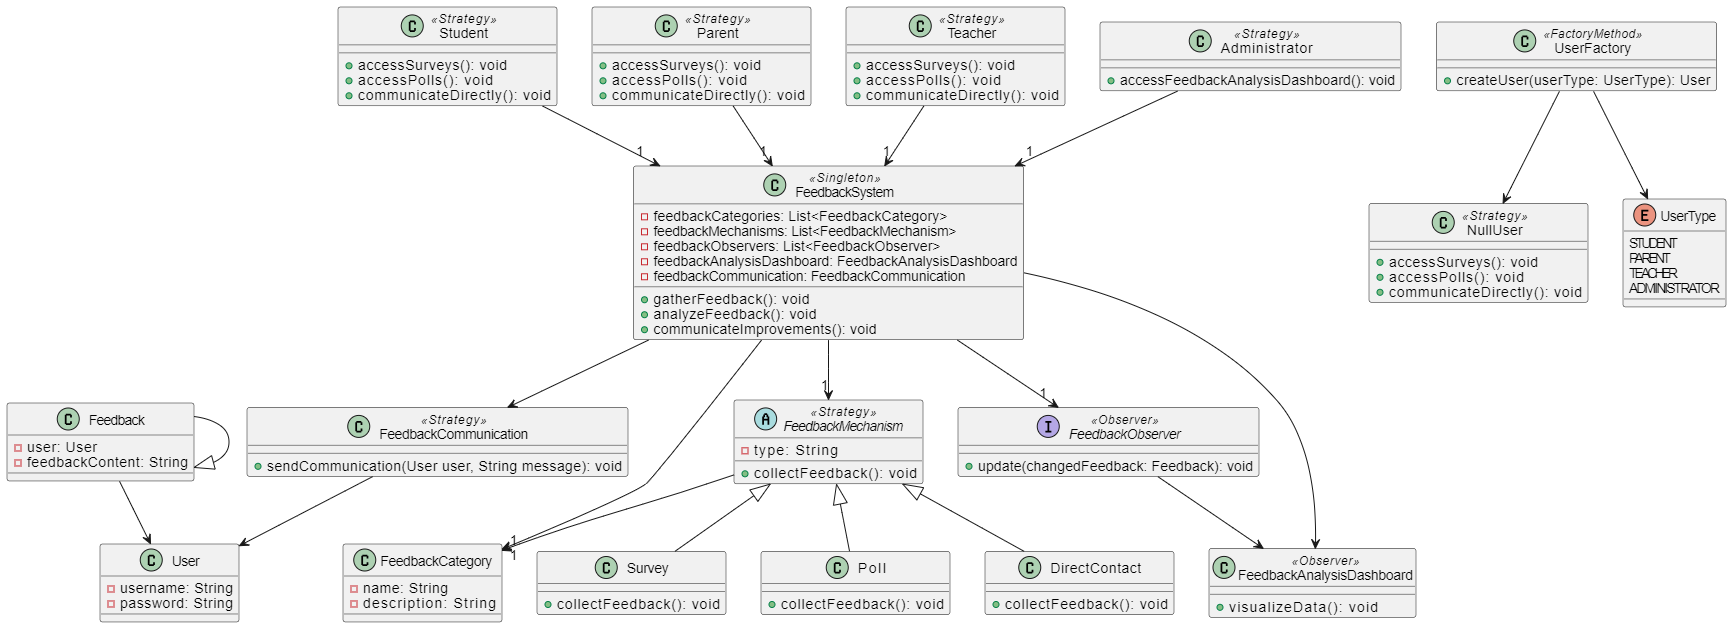 «Strategy»
Student
accessSurveys(): void
accessPolls(): void
communicateDirectly(): void
«Strategy»
Parent
accessSurveys(): void
accessPolls(): void
communicateDirectly(): void
«Strategy»
Teacher
accessSurveys(): void
accessPolls(): void
communicateDirectly(): void
«Strategy»
Administrator
accessFeedbackAnalysisDashboard(): void
«FactoryMethod»
UserFactory
createUser(userType: UserType): User
1
1
1
1
«Singleton»
FeedbackSystem
feedbackCategories: List<FeedbackCategory>
feedbackMechanisms: List<FeedbackMechanism>
feedbackObservers: List<FeedbackObserver>
feedbackAnalysisDashboard: FeedbackAnalysisDashboard
feedbackCommunication: FeedbackCommunication
gatherFeedback(): void
analyzeFeedback(): void
communicateImprovements(): void
«Strategy»
NullUser
accessSurveys(): void
accessPolls(): void
communicateDirectly(): void
UserType
STUDENT
PARENT
TEACHER
ADMINISTRATOR
1
1
Feedback
user: User
feedbackContent: String
«Strategy»
FeedbackCommunication
sendCommunication(User user, String message): void
«Strategy»
FeedbackMechanism
type: String
collectFeedback(): void
«Observer»
FeedbackObserver
update(changedFeedback: Feedback): void
1
1
User
username: String
password: String
FeedbackCategory
name: String
description: String
Survey
collectFeedback(): void
Poll
collectFeedback(): void
DirectContact
collectFeedback(): void
«Observer»
FeedbackAnalysisDashboard
visualizeData(): void